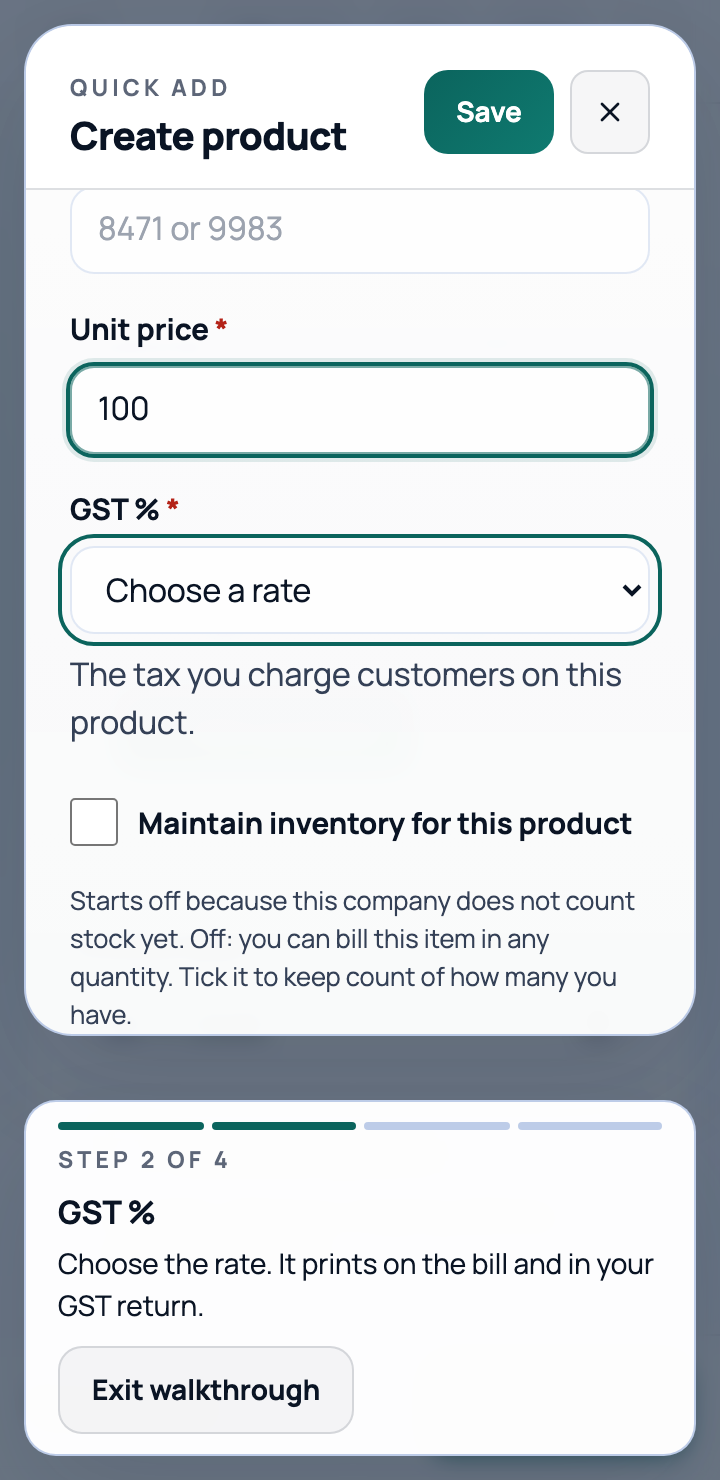 QUICK ADD
Create product
Save
8471 or 9983
Unit price *
100
GST % *
Choose a rate
The tax you charge customers on this
product.
Maintain inventory for this product
Starts off because this company does not count
stock yet. Off: you can bill this item in any
quantity. Tick it to keep count of how many you
have.
STEP 2 OF 4
GST %
Choose the rate. It prints on the bill and in your
GST return.
Exit walkthrough